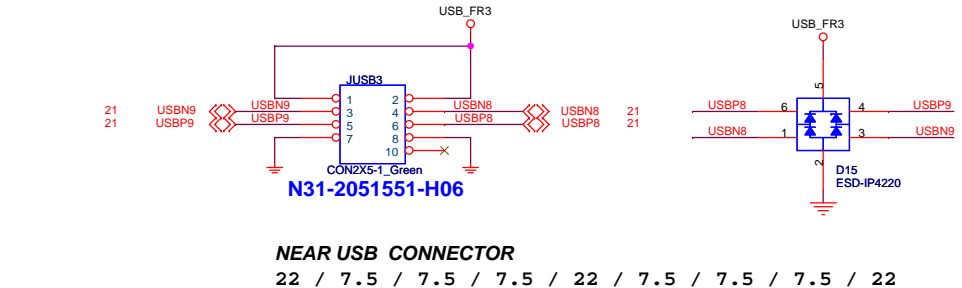 USB_FR3
USB_FR3
JUSB3
5
21 USBN9 USBN9 1 2 USBN8 USBN8 21
21 USBP9 USBP9 3 4 USBP8 USBP8 21
5 6
7 8
10
USBP8 6 4 USBP9
USBN8 1 3 USBN9
2
CON2X5-1_Green
N31-2051551-H06
D15
ESD-IP4220
NEAR USB CONNECTOR
22 / 7.5 / 7.5 / 7.5 / 22 / 7.5 / 7.5 / 7.5 / 22